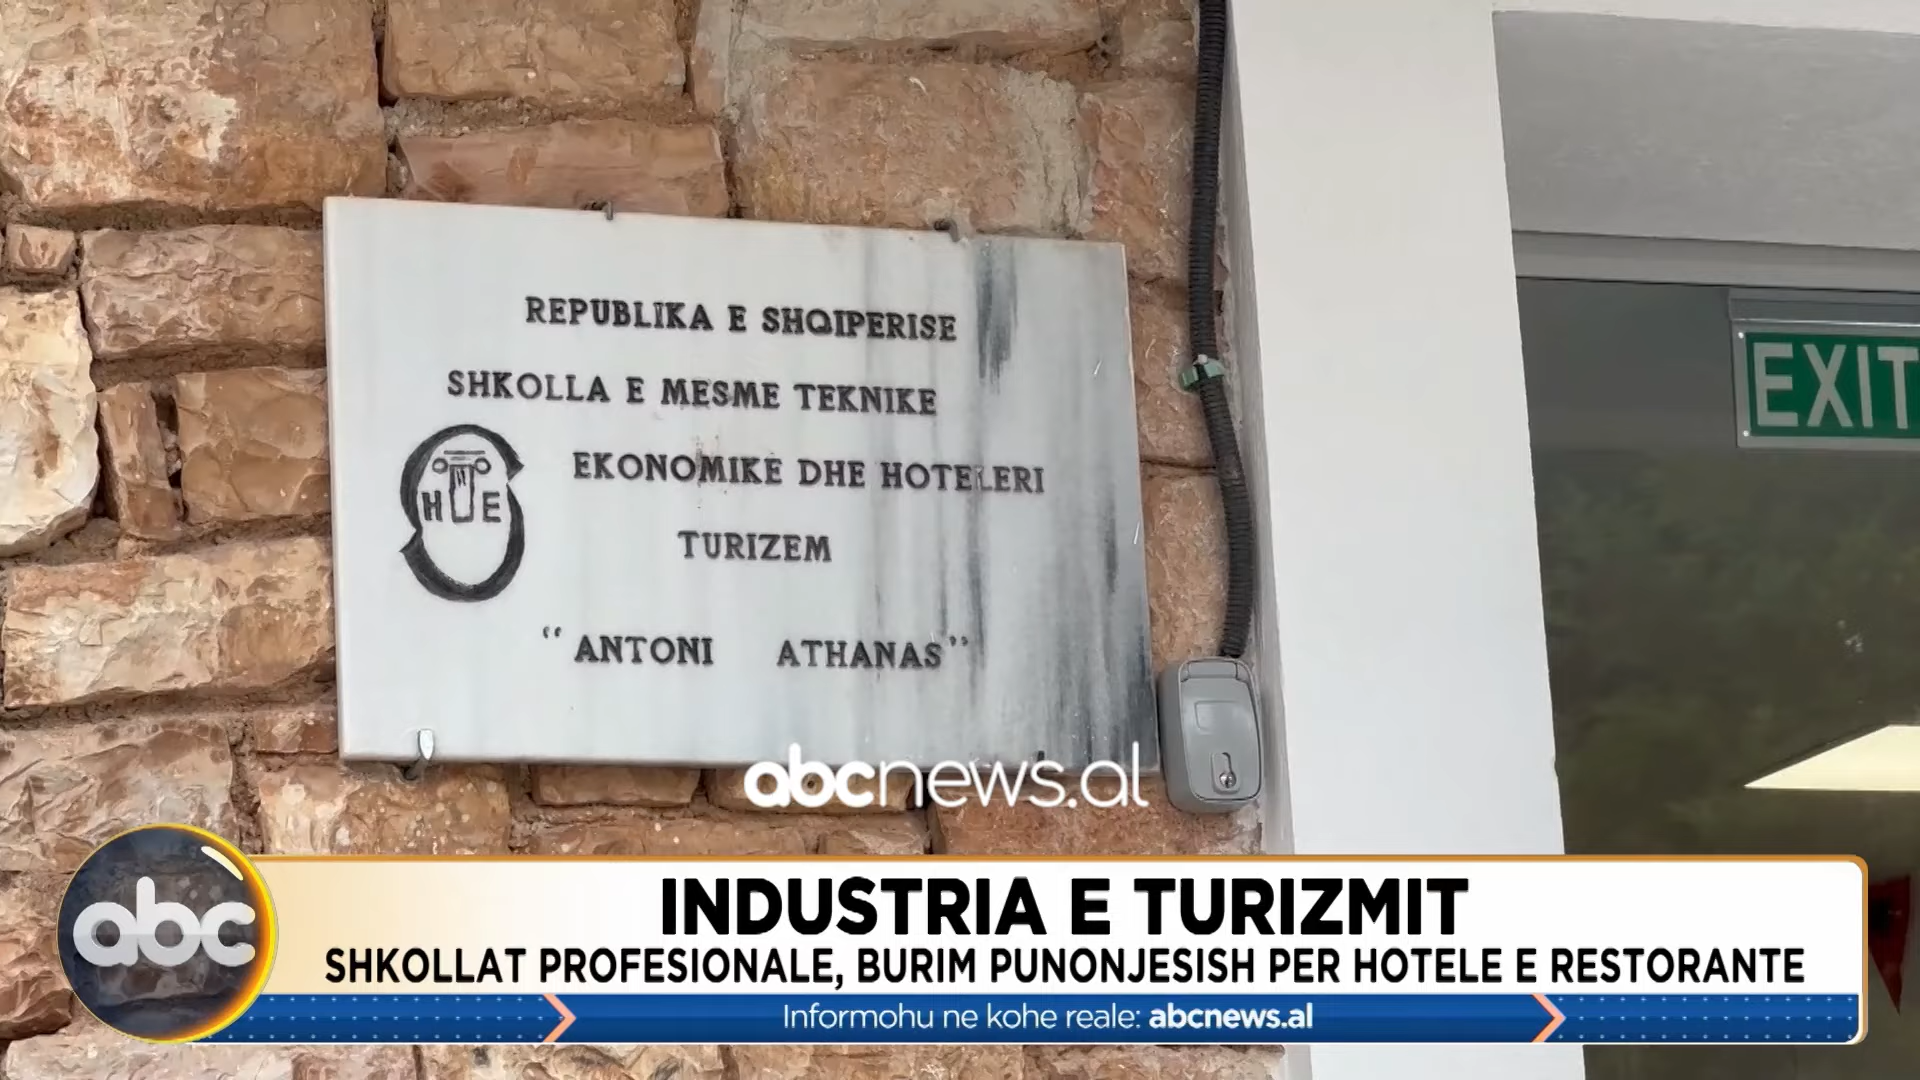 REPUBLIKA E SHQIPERISE
SHKOLLA E MESME TEKNIKE
EKONOMIKE DHE HOTELERI
HTE
TURIZEM
"ANTONI ATHANAS"
EXIT
abcnews.al
abc
INDUSTRIA E TURIZMIT
SHKOLLAT PROFESIONALE, BURIM PUNONJESISH PER HOTELE E RESTORANTE
Informohu ne kohe reale: abcnews.al